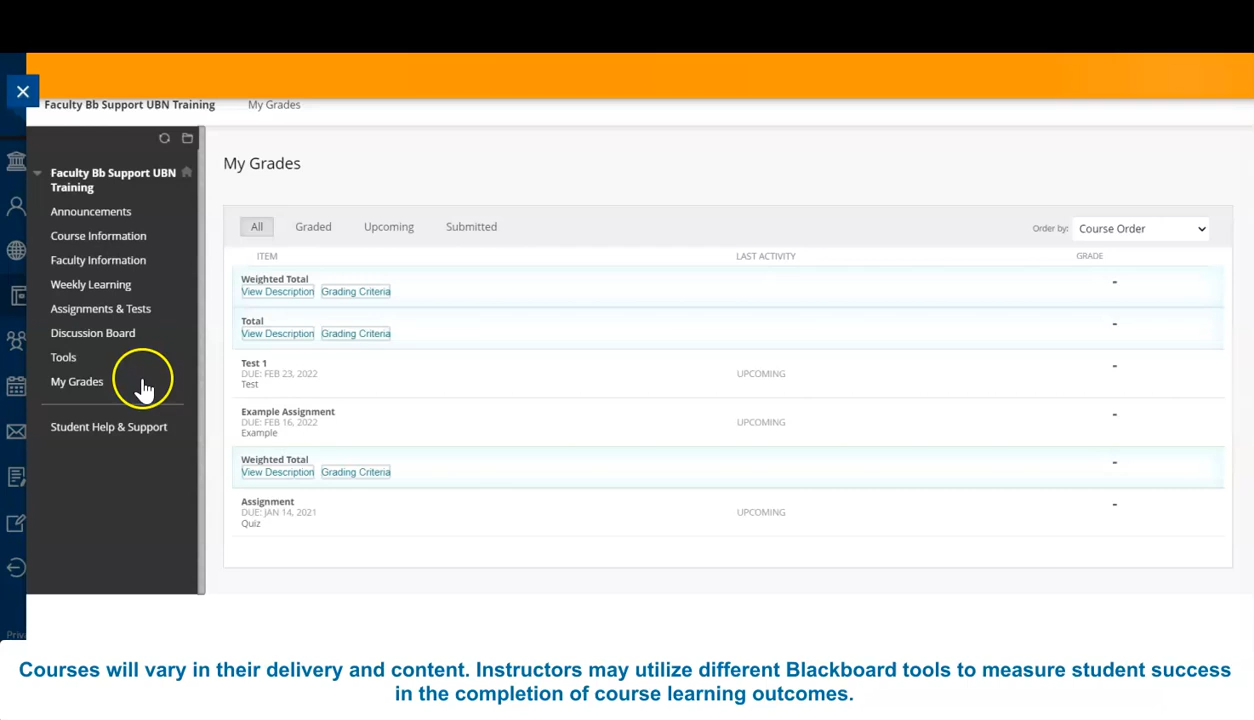 Faculty Bb Support UBN Training My Grades
Faculty Bb Support UBN
Training
Announcements
Course Information
Faculty Information
Weekly Learning
Assignments & Tests
Discussion Board
Tools
My Grades
Student Help & Support
My Grades
All Graded Upcoming Submitted Order by: Course Order
ITEM LAST ACTIVITY GRADE
Weighted Total
View Description Grading Criteria -
Total
View Description Grading Criteria -
Test 1
DUE: FEB 23, 2022 UPCOMING -
Test
Example Assignment
DUE: FEB 16, 2022 UPCOMING -
Example
Weighted Total
View Description Grading Criteria -
Assignment
DUE: JAN 14, 2021 UPCOMING -
Quiz
Courses will vary in their delivery and content. Instructors may utilize different Blackboard tools to measure student success
in the completion of course learning outcomes.